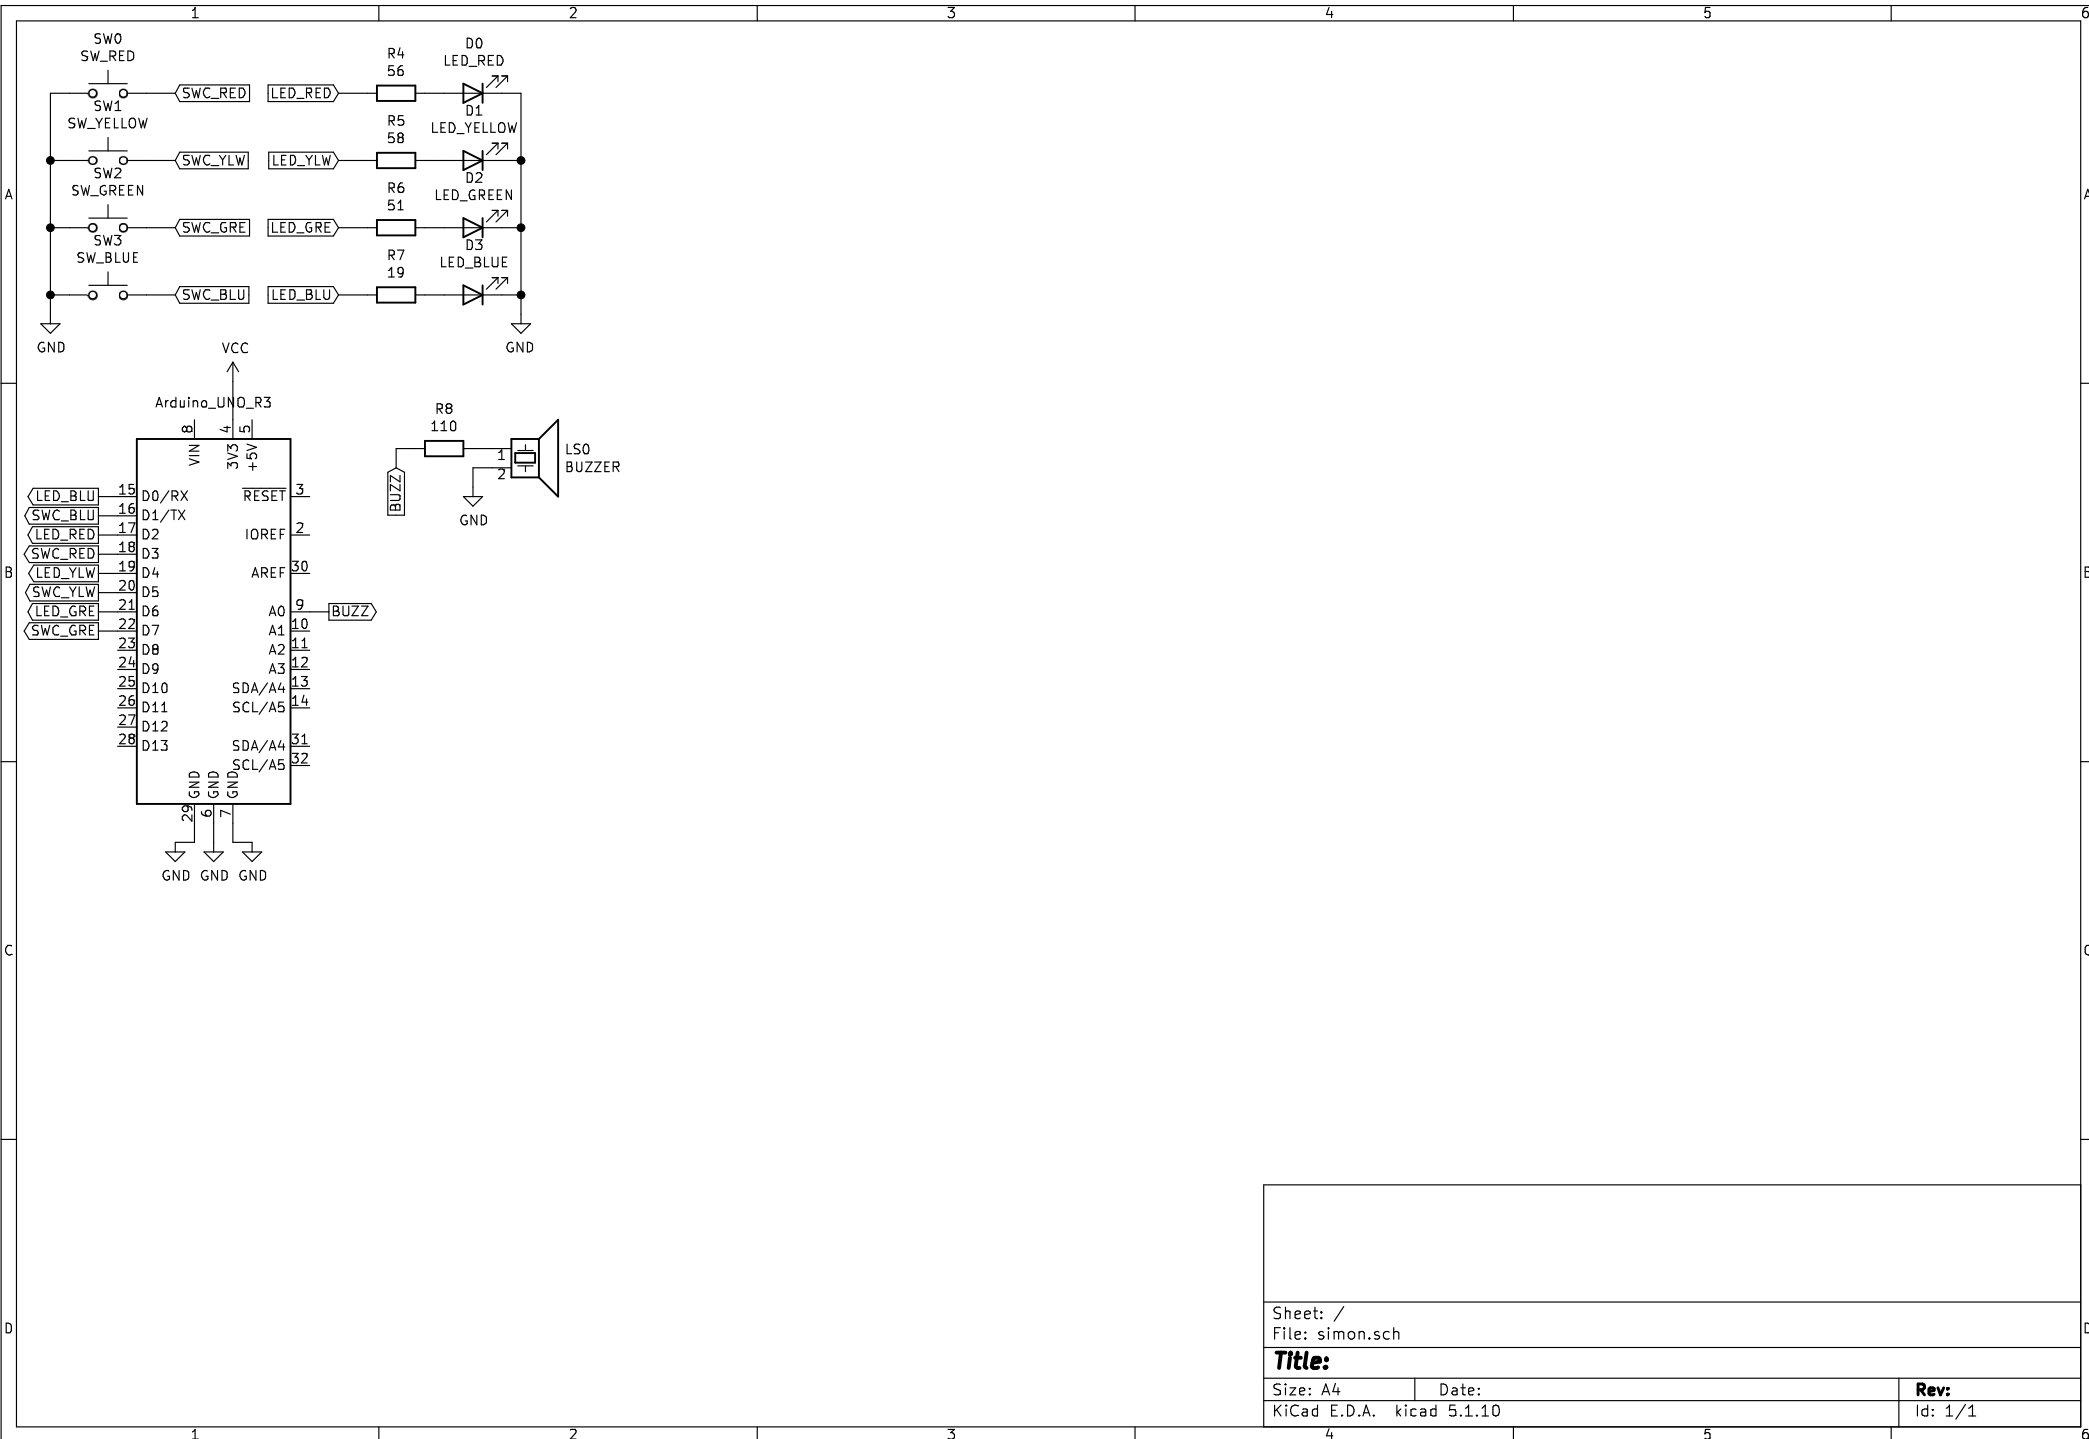 1 2 3 4 5 6
SW0
SW_RED
SWC_RED
LED_RED
R4
56
D0
LED_RED
SW1
SW_YELLOW
SWC_YLW
LED_YLW
R5
58
D1
LED_YELLOW
A
A
SW2
SW_GREEN
SWC_GRE
LED_GRE
R6
51
D2
LED_GREEN
SW3
SW_BLUE
SWC_BLU
LED_BLU
R7
19
D3
LED_BLUE
GND
GND
VCC
Arduino_UNO_R3
8 4 5
VIN 3V3 +5V
R8
110
BUZZ
1
2
LS0
BUZZER
GND
LED_BLU 15 D0/RX
SWC_BLU 16 D1/TX
LED_RED 17 D2
SWC_RED 18 D3
LED_YLW 19 D4
SWC_YLW 20 D5
LED_GRE 21 D6
SWC_GRE 22 D7
23 D8
24 D9
25 D10
26 D11
27 D12
28 D13
RESET 3
IOREF 2
AREF 30
A0 9 BUZZ
A1 10
A2 11
A3 12
SDA/A4 13
SCL/A5 14
SDA/A4 31
SCL/A5 32
GND GND GND
29 6 7
GND GND GND
B
B
C
C
D
D
Sheet: /
File: simon.sch
Title:
Size: A4 Date: Rev:
KiCad E.D.A. kicad 5.1.10 Id: 1/1
1 2 3 4 5 6